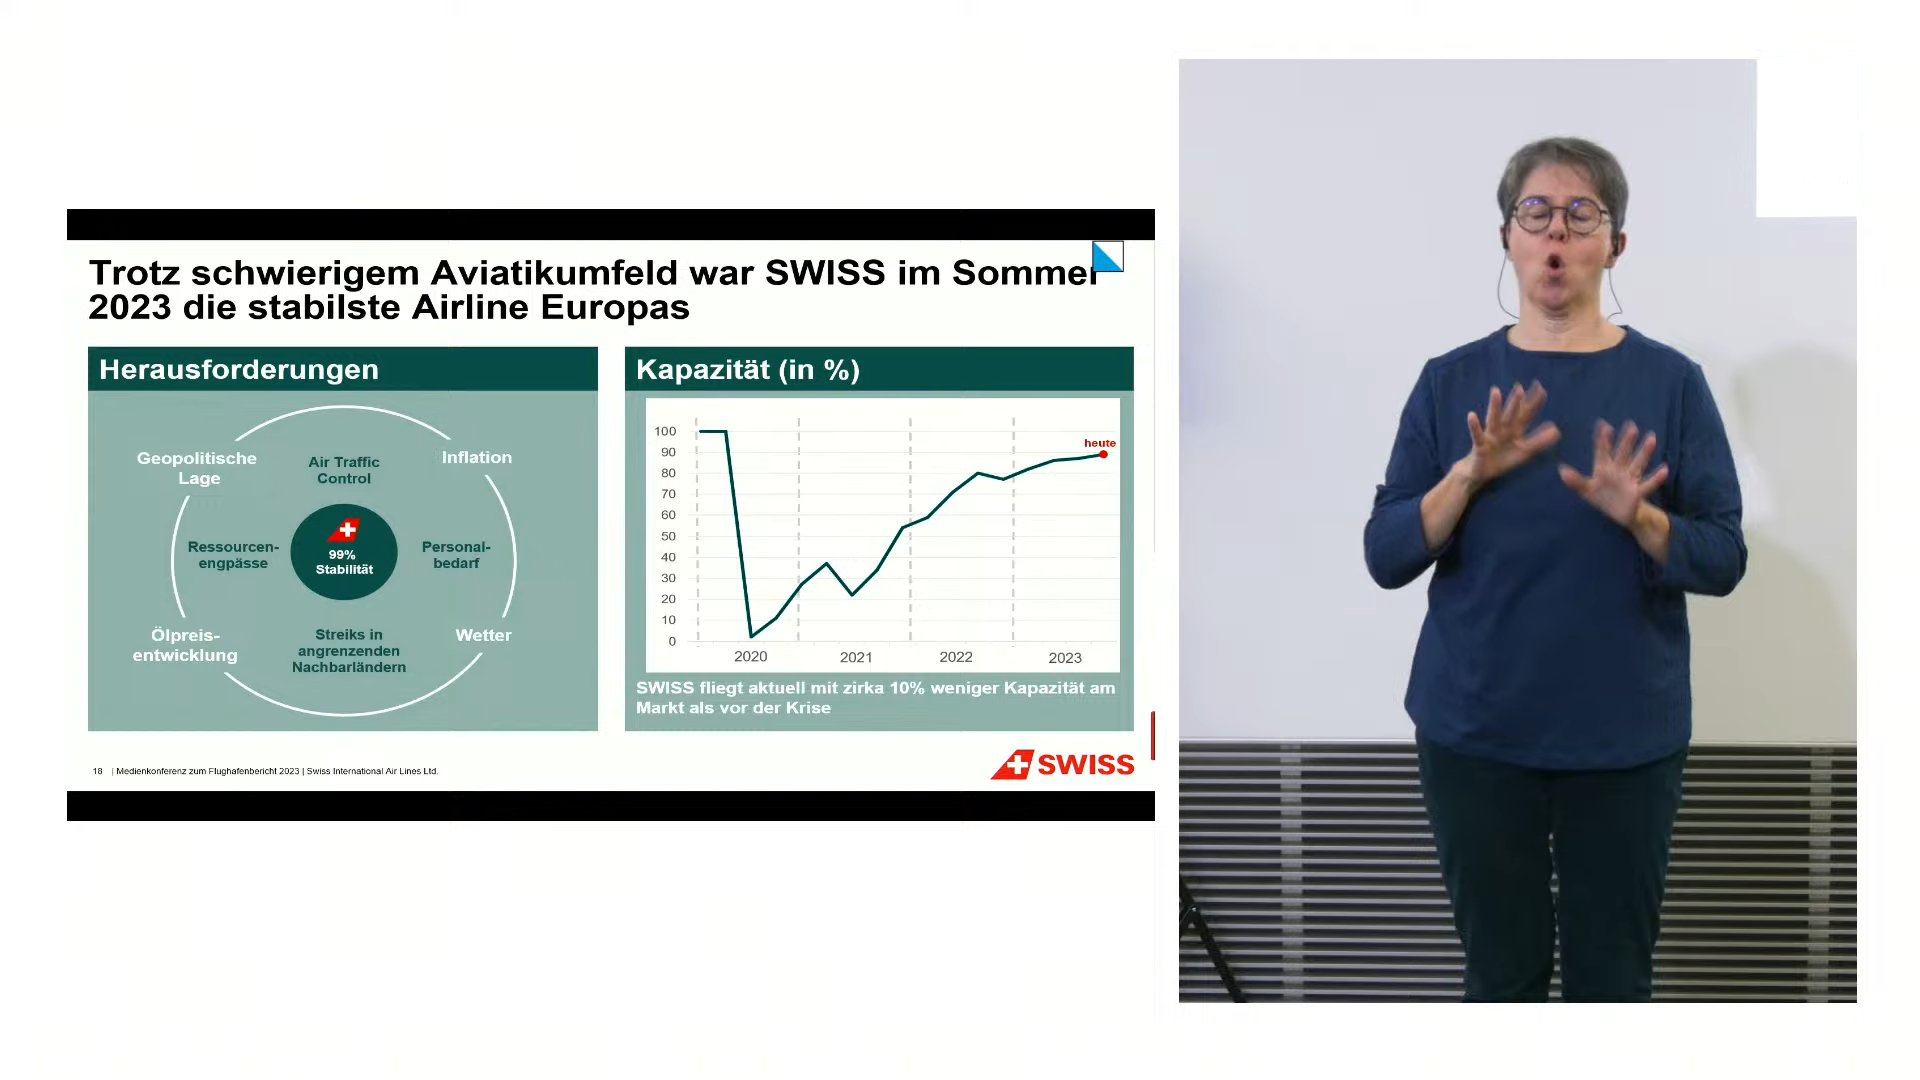 Trotz schwierigem Aviatikumfeld war SWISS im Sommer
2023 die stabilste Airline Europas
Herausforderungen
Geopolitische
Lage
Air Traffic
Control
Inflation
Ressourcen-
engpässe
99%
Stabilität
Personal-
bedarf
Ölpreis-
entwicklung
Streiks in
angrenzenden
Nachbarländern
Wetter
Kapazität (in %)
100
90
80
70
60
50
40
30
20
10
0
heute
2020
2021
2022
2023
SWISS fliegt aktuell mit zirka 10% weniger Kapazität am
Markt als vor der Krise
18 | Medienkonferenz zum Flughafenbericht 2023 | Swiss International Air Lines Ltd.
SWISS